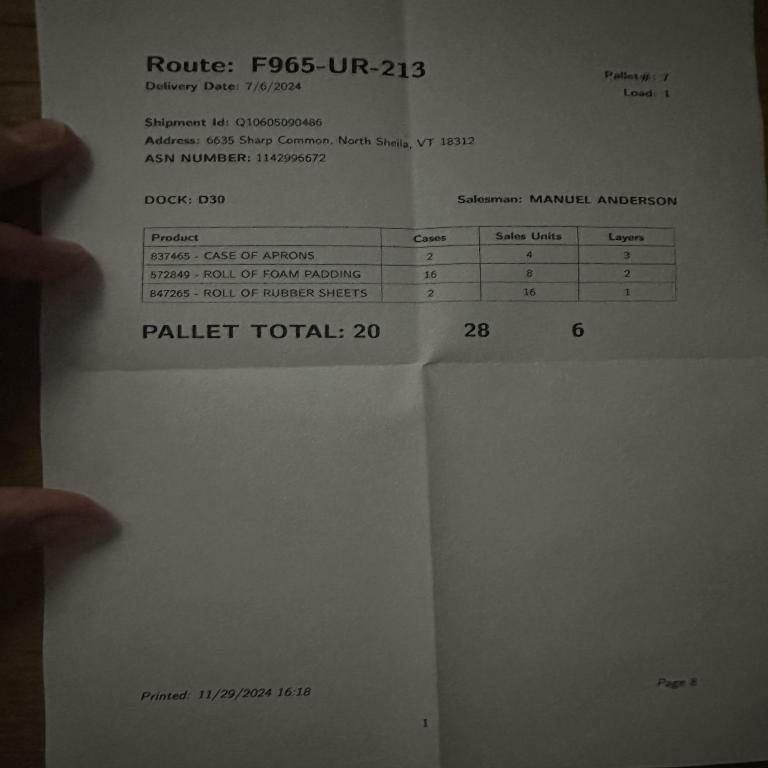 Route: F965-UR-213
Delivery Date: 7/6/2024
Pallet#: 7
Load: 1
Shipment Id: Q10605090486
Address: 6635 Sharp Common, North Sheila, VT 18312
ASN NUMBER: 1142996672
DOCK: D30 Salesman: MANUEL ANDERSON
Product Cases Sales Units Layers
837465 - CASE OF APRONS 2 4 3
572849 - ROLL OF FOAM PADDING 16 8 2
847265 - ROLL OF RUBBER SHEETS 2 16 1
PALLET TOTAL: 20 28 6
Printed: 11/29/2024 16:18
Page 8
1